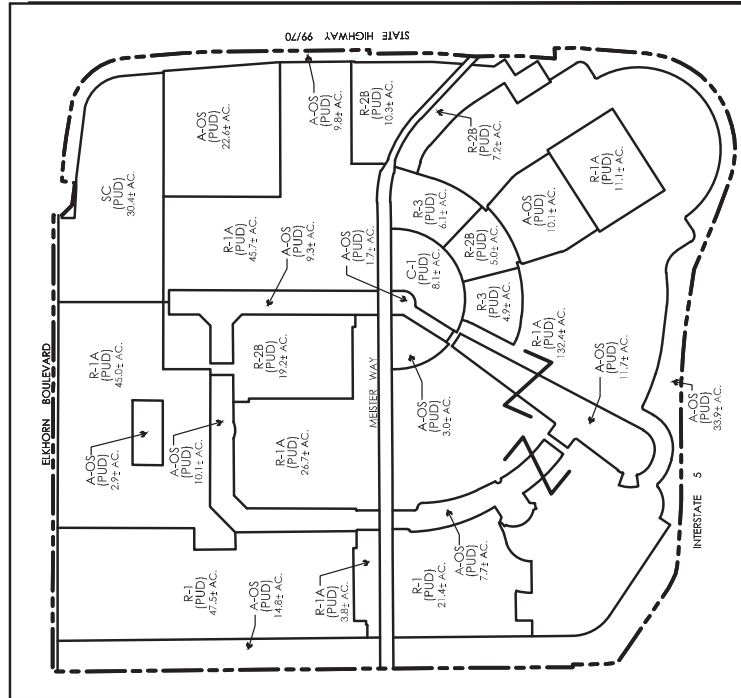 STATE HIGHWAY 99/70
ELKHORN BOULEVARD
INTERSTATE 5
MEISTER WAY
SC
(PUD)
30.4± AC.
A-OS
(PUD)
22.6± AC.
A-OS
(PUD)
9.8± AC.
R-2B
(PUD)
10.3± AC.
R-2B
(PUD)
7.2± AC.
R-1A
(PUD)
45.7± AC.
A-OS
(PUD)
9.3± AC.
A-OS
(PUD)
1.7± AC.
R-3
(PUD)
6.1± AC.
C-1
(PUD)
8.1± AC.
R-2B
(PUD)
5.0± AC.
R-3
(PUD)
4.9± AC.
A-OS
(PUD)
10.1± AC.
R-1A
(PUD)
11.1± AC.
R-1A
(PUD)
45.0± AC.
A-OS
(PUD)
2.9± AC.
A-OS
(PUD)
10.1± AC.
R-2B
(PUD)
19.2± AC.
R-1A
(PUD)
26.7± AC.
A-OS
(PUD)
3.0± AC.
R-1A
(PUD)
132.4± AC.
A-OS
(PUD)
11.7± AC.
A-OS
(PUD)
33.9± AC.
R-1
(PUD)
47.5± AC.
A-OS
(PUD)
14.8± AC.
R-1A
(PUD)
3.8± AC.
R-1
(PUD)
21.4± AC.
A-OS
(PUD)
7.7± AC.